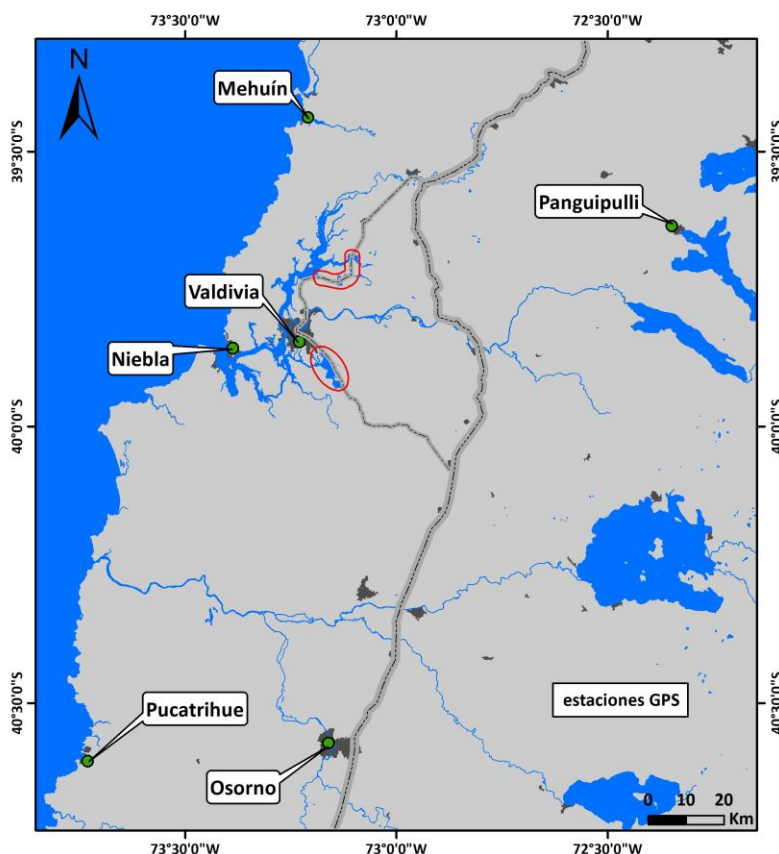 73°30'0"W
73°0'0"W
72°30'0"W
N
Mehuín
39°30'0"S
39°30'0"S
Panguipulli
Valdivia
Niebla
40°0'0"S
40°0'0"S
40°30'0"S
40°30'0"S
estaciones GPS
Pucatrihue
Osorno
0 10 20
Km
73°30'0"W
73°0'0"W
72°30'0"W